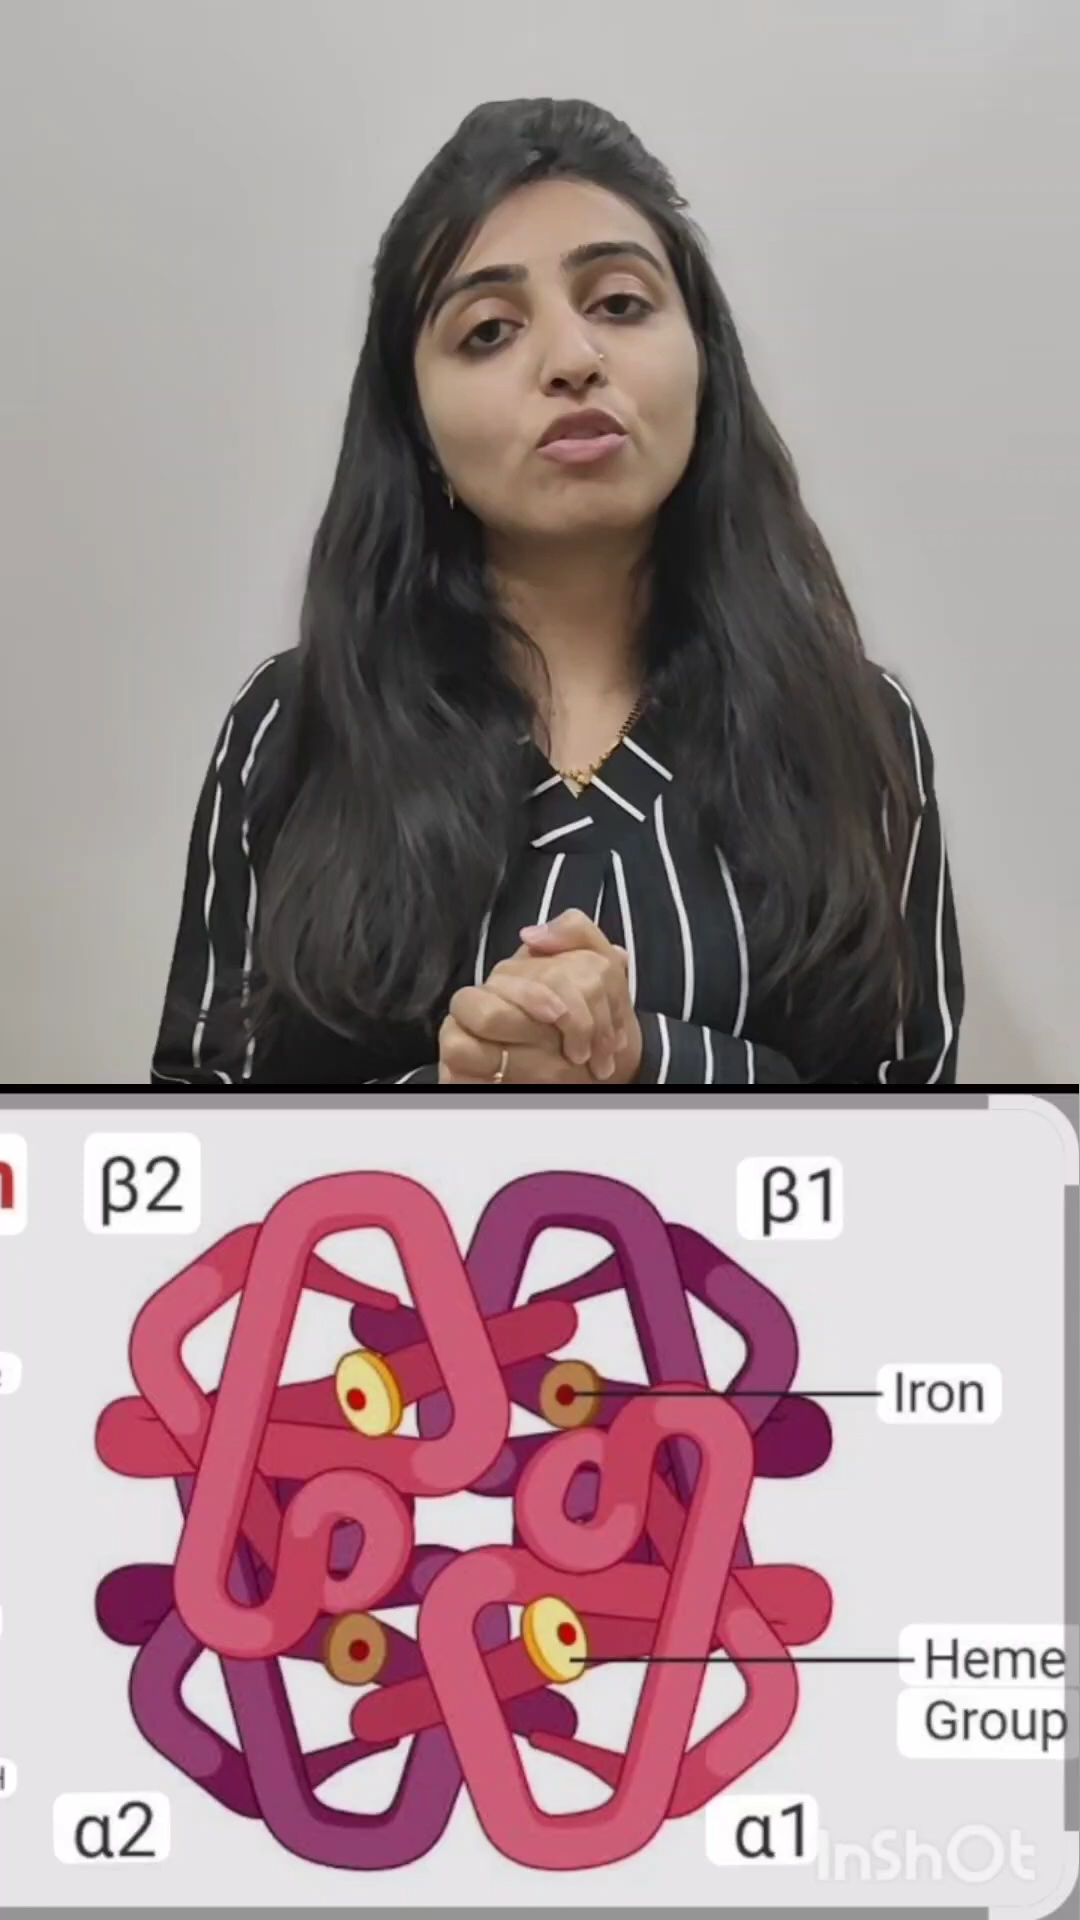 β2
β1
Iron
Heme
Group
α2
α1
InShOt